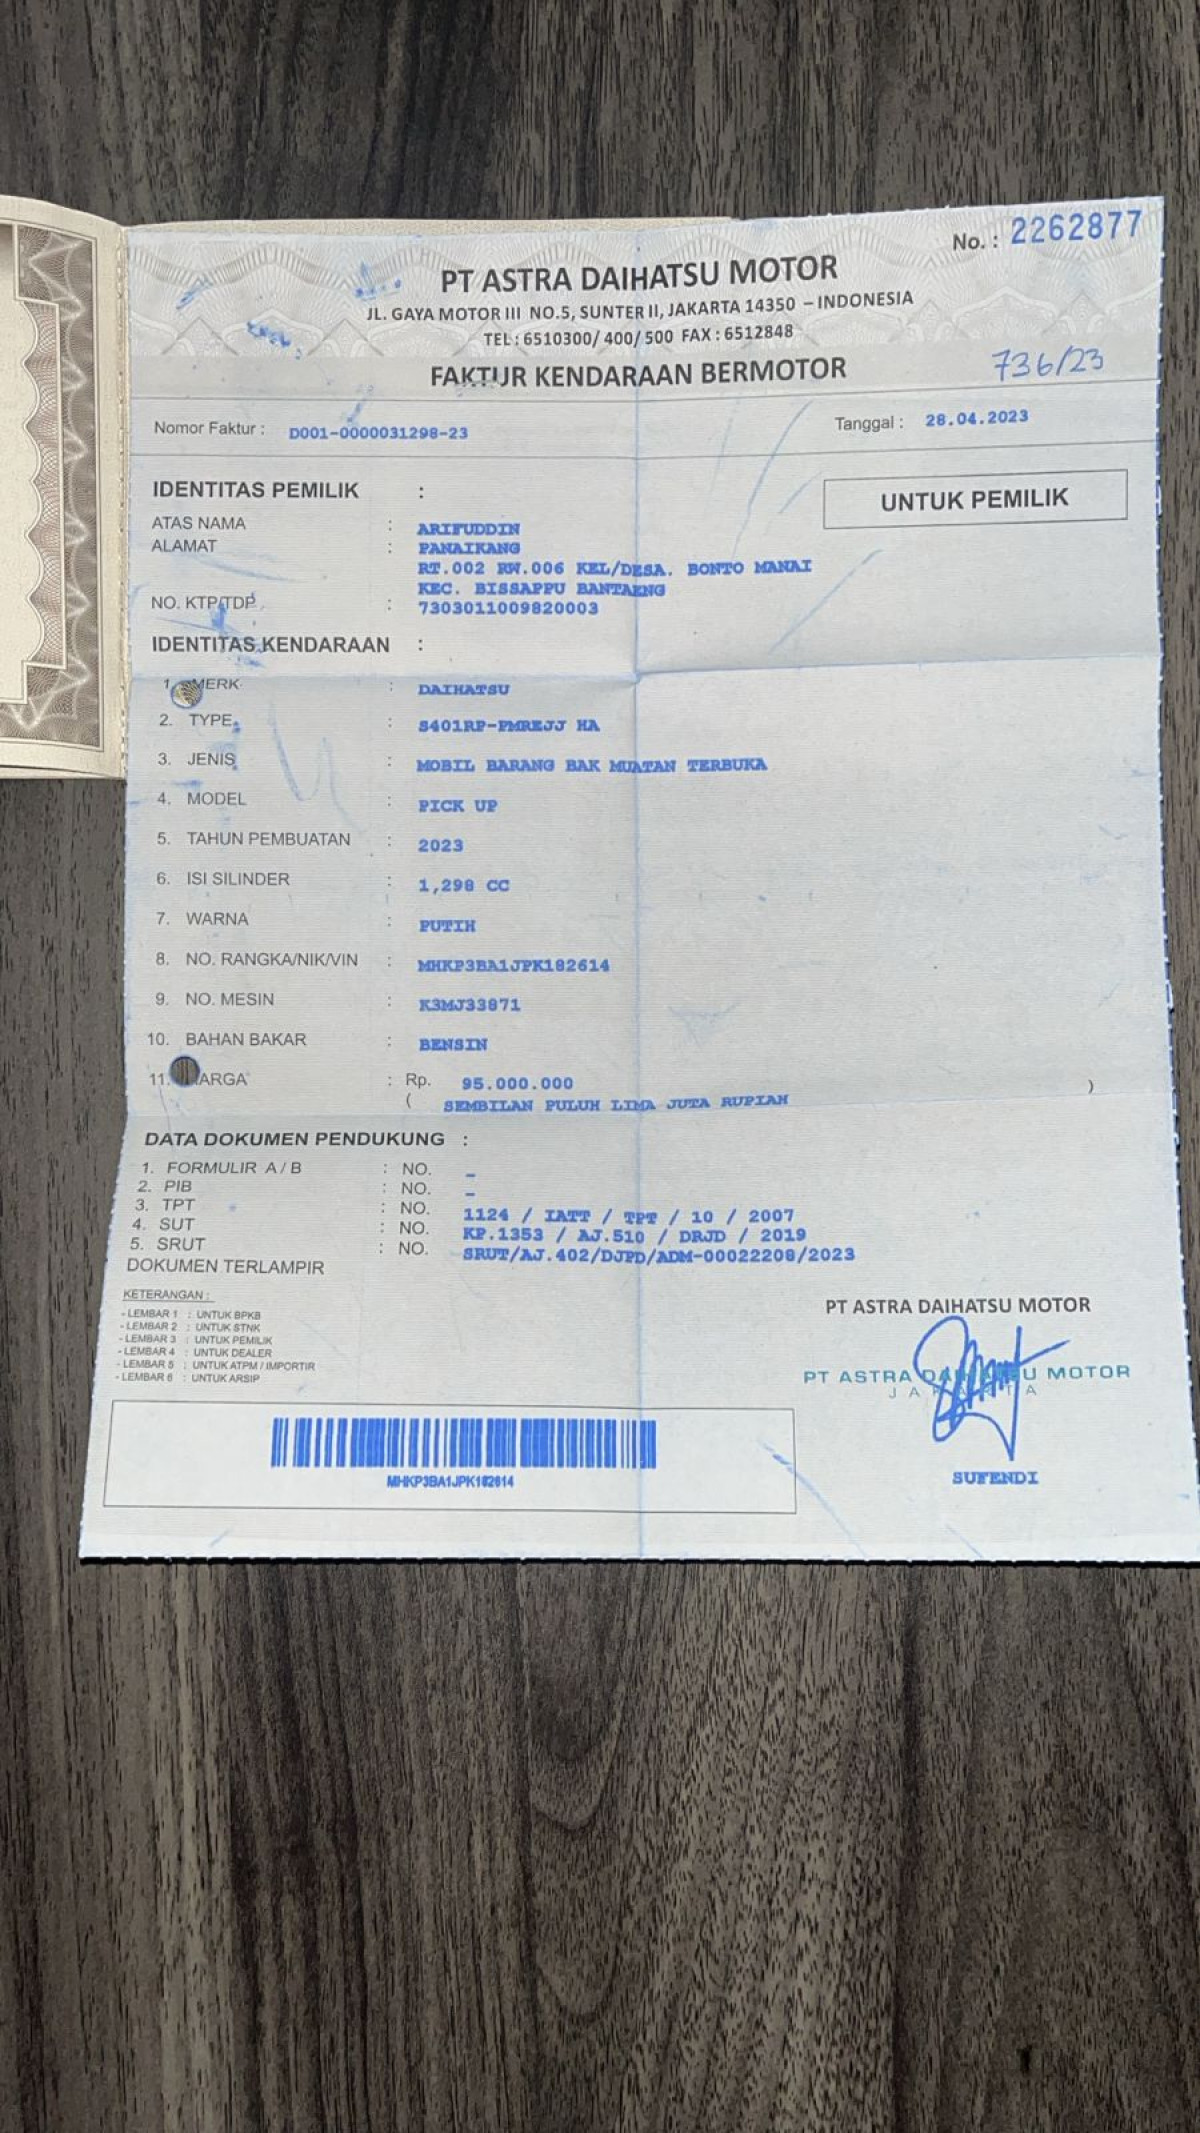 No. : 2262877
PT ASTRA DAIHATSU MOTOR
JL. GAYA MOTOR III NO.5, SUNTER II, JAKARTA 14350 – INDONESIA
TEL : 6510300/ 400/ 500 FAX : 6512848
FAKTUR KENDARAAN BERMOTOR
736/23
Nomor Faktur : D001-0000031298-23
Tanggal : 28.04.2023
IDENTITAS PEMILIK :
UNTUK PEMILIK
ATAS NAMA : ARIFUDDIN
ALAMAT : PANAIKANG
RT.002 RW.006 KEL/DESA. BONTO MANAI
KEC. BISSAPPU BANTAENG
NO. KTP/TDP : 7303011009820003
IDENTITAS KENDARAAN :
1. MERK : DAIHATSU
2. TYPE : S401RP-PMREJJ HA
3. JENIS : MOBIL BARANG BAK MUATAN TERBUKA
4. MODEL : PICK UP
5. TAHUN PEMBUATAN : 2023
6. ISI SILINDER : 1,298 CC
7. WARNA : PUTIH
8. NO. RANGKA/NIK/VIN : MHKP3BA1JPK182614
9. NO. MESIN : K3MJ33871
10. BAHAN BAKAR : BENSIN
11. HARGA : Rp. 95.000.000
( SEMBILAN PULUH LIMA JUTA RUPIAH )
DATA DOKUMEN PENDUKUNG :
1. FORMULIR A / B : NO. –
2. PIB : NO. –
3. TPT : NO. 1124 / IATT / TPT / 10 / 2007
4. SUT : NO. KP.1353 / AJ.510 / DRJD / 2019
5. SRUT : NO. SRUT/AJ.402/DJPD/ADM-00022208/2023
DOKUMEN TERLAMPIR
KETERANGAN :
- LEMBAR 1 : UNTUK BPKB
- LEMBAR 2 : UNTUK STNK
- LEMBAR 3 : UNTUK PEMILIK
- LEMBAR 4 : UNTUK DEALER
- LEMBAR 5 : UNTUK ATPM / IMPORTIR
- LEMBAR 6 : UNTUK ARSIP
PT ASTRA DAIHATSU MOTOR
PT ASTRA DAIHATSU MOTOR
JAKARTA
SUFENDI
MHKP3BA1JPK182614